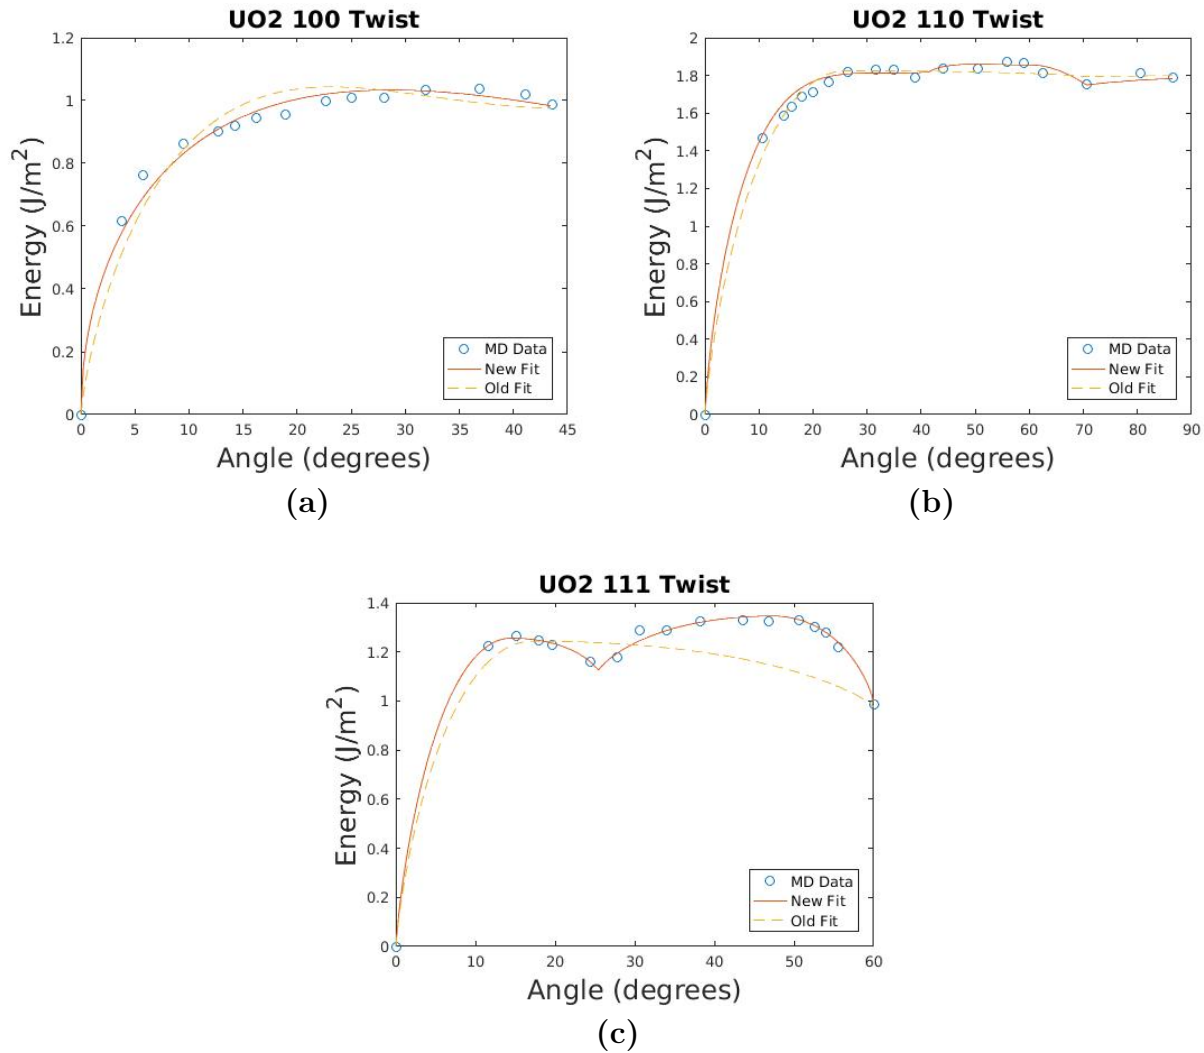 UO2 100 Twist
1.2
1
0.8
0.6
0.4
0.2
0
Energy (J/m²)
0 5 10 15 20 25 30 35 40 45
Angle (degrees)
MD Data
New Fit
Old Fit
(a)
UO2 110 Twist
2
1.8
1.6
1.4
1.2
1
0.8
0.6
0.4
0.2
0
Energy (J/m²)
0 10 20 30 40 50 60 70 80 90
Angle (degrees)
MD Data
New Fit
Old Fit
(b)
UO2 111 Twist
1.4
1.2
1
0.8
0.6
0.4
0.2
0
Energy (J/m²)
0 10 20 30 40 50 60
Angle (degrees)
MD Data
New Fit
Old Fit
(c)